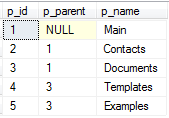 p_id p_parent p_name
1 NULL Main
2 1 Contacts
3 1 Documents
4 3 Templates
5 3 Examples